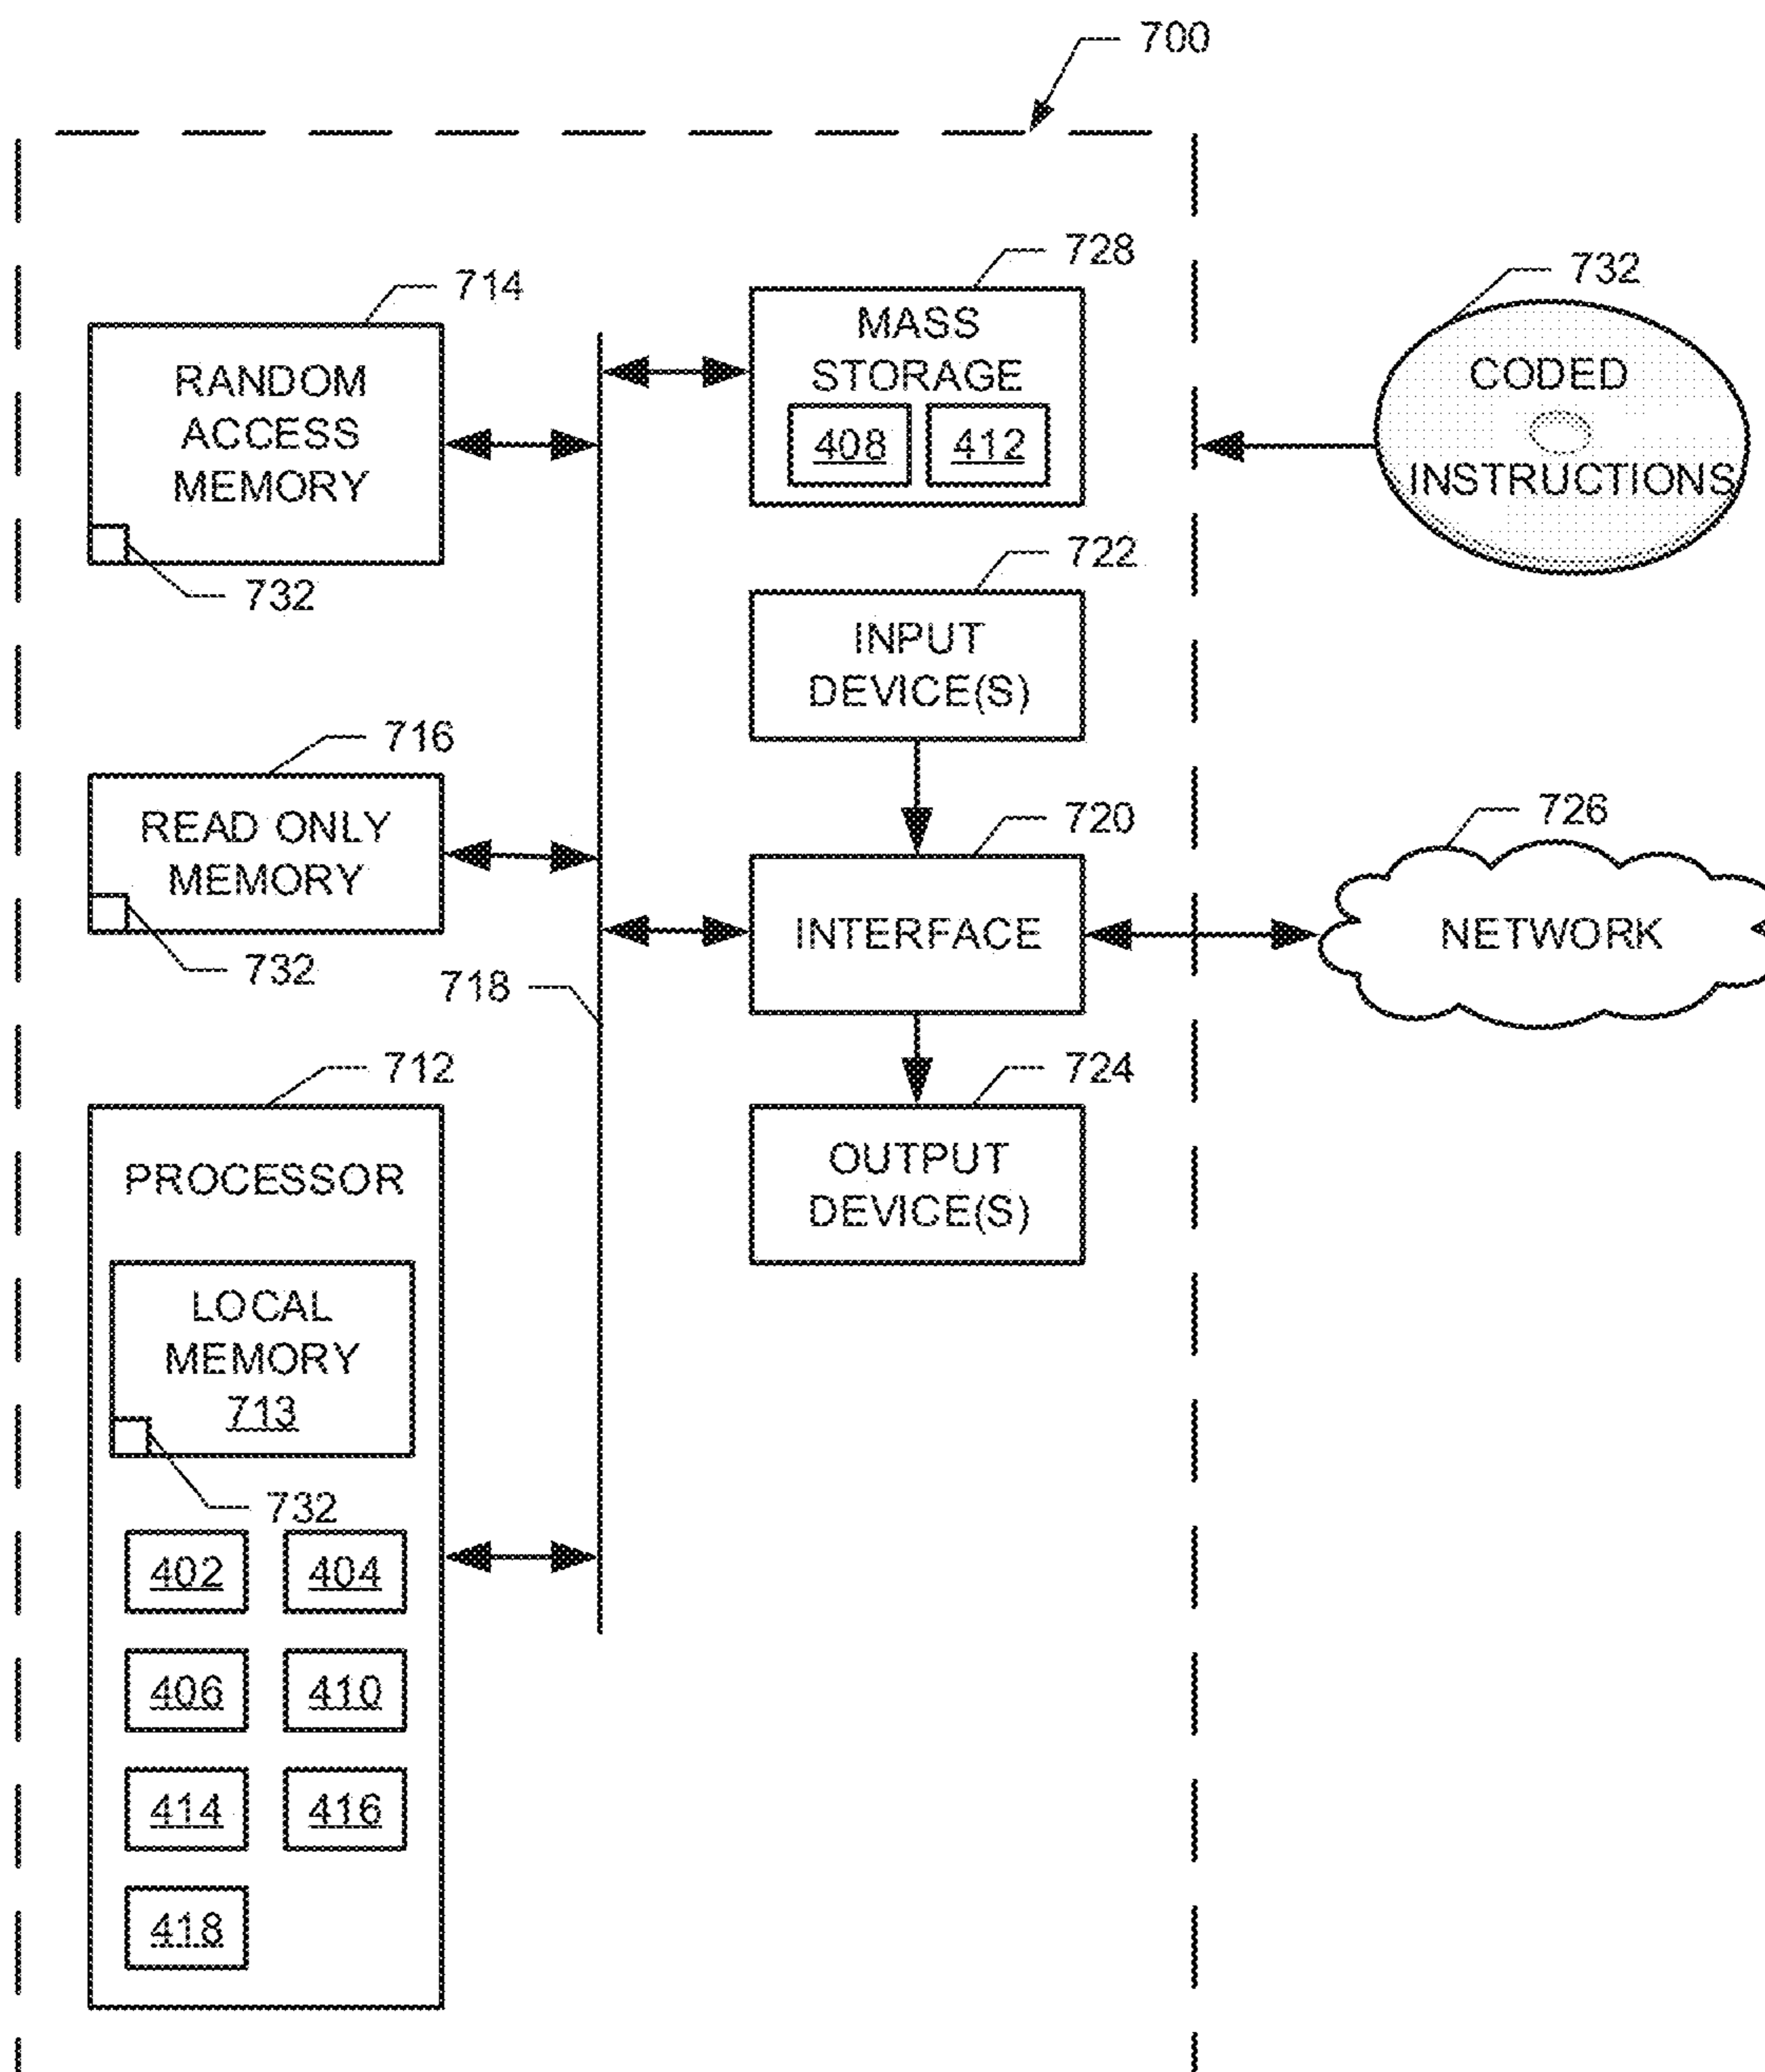 700
728
MASS
STORAGE
408 412
732
CODED
INSTRUCTIONS
714
RANDOM
ACCESS
MEMORY
732
722
INPUT
DEVICE(S)
716
READ ONLY
MEMORY
732
718
720
INTERFACE
726
NETWORK
712
PROCESSOR
LOCAL
MEMORY
713
732
402 404
406 410
414 416
418
724
OUTPUT
DEVICE(S)